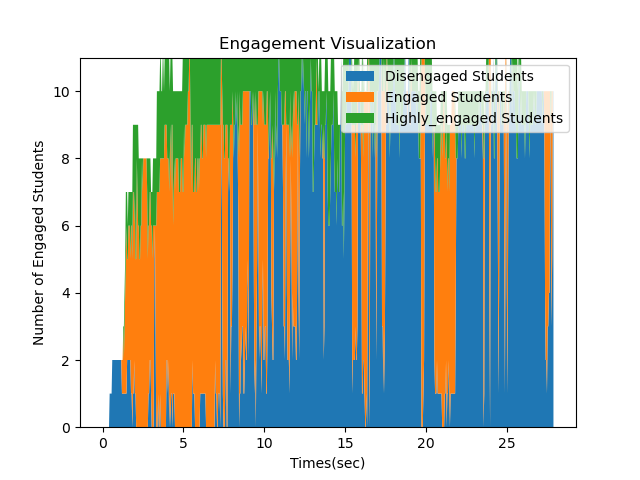 Engagement Visualization
Disengaged Students
Engaged Students
Highly_engaged Students
Number of Engaged Students
10
8
6
4
2
0
0 5 10 15 20 25
Times(sec)